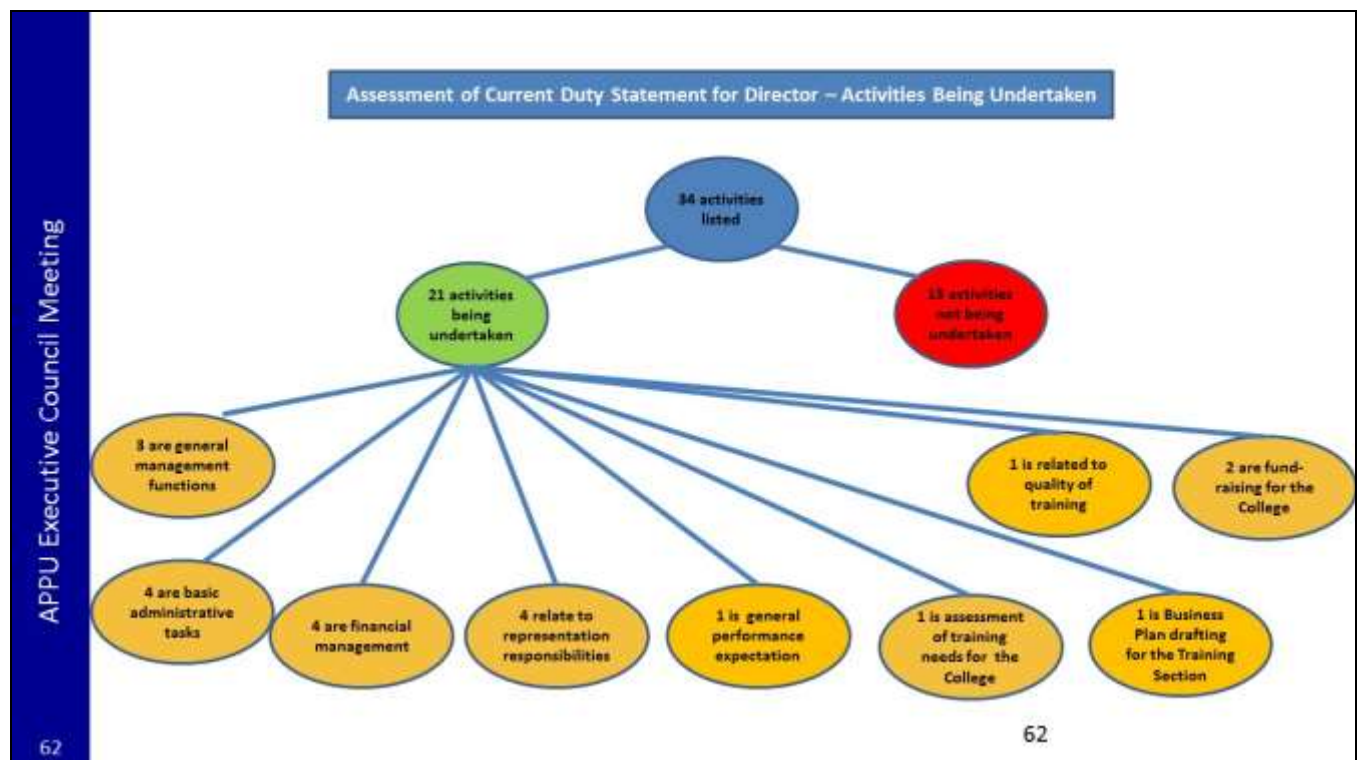 APPU Executive Council Meeting
62
Assessment of Current Duty Statement for Director – Activities Being Undertaken
34 activities
listed
21 activities
being
undertaken
13 activities
not being
undertaken
3 are general
management
functions
1 is related to
quality of
training
2 are fund-
raising for the
College
4 are basic
administrative
tasks
4 are financial
management
4 relate to
representation
responsibilities
1 is general
performance
expectation
1 is assessment
of training
needs for the
College
1 is Business
Plan drafting
for the Training
Section
62